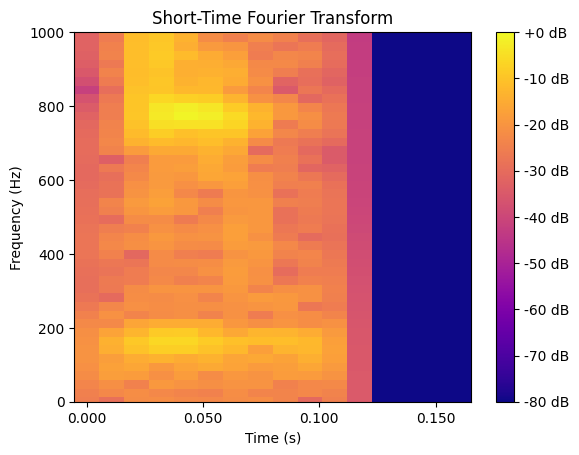 Short-Time Fourier Transform
Frequency (Hz)
1000
800
600
400
200
0
0.000
0.050
0.100
0.150
Time (s)
+0 dB
-10 dB
-20 dB
-30 dB
-40 dB
-50 dB
-60 dB
-70 dB
-80 dB